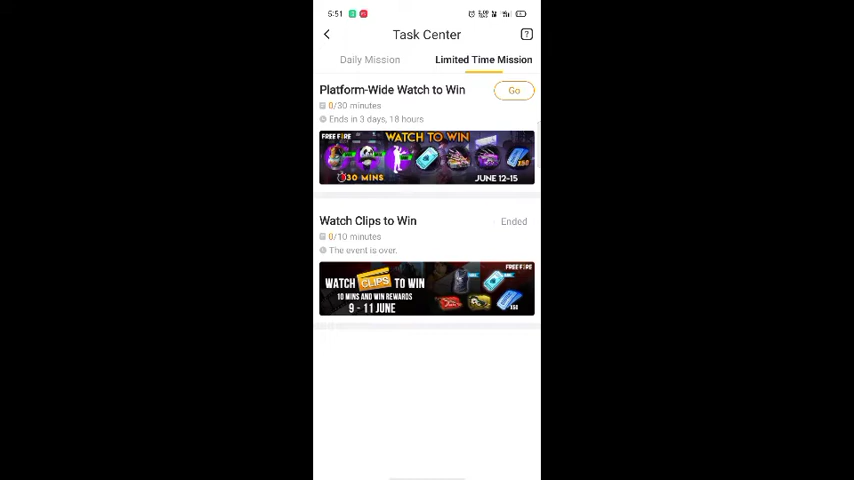 5:51
Task Center
Daily Mission Limited Time Mission
Platform-Wide Watch to Win Go
0/30 minutes
Ends in 3 days, 18 hours
FREE FIRE
WATCH TO WIN
30 MINS
x50
JUNE 12-15
Watch Clips to Win Ended
0/10 minutes
The event is over.
FREE FIRE
WATCH CLIPS TO WIN
10 MINS AND WIN REWARDS
9 - 11 JUNE